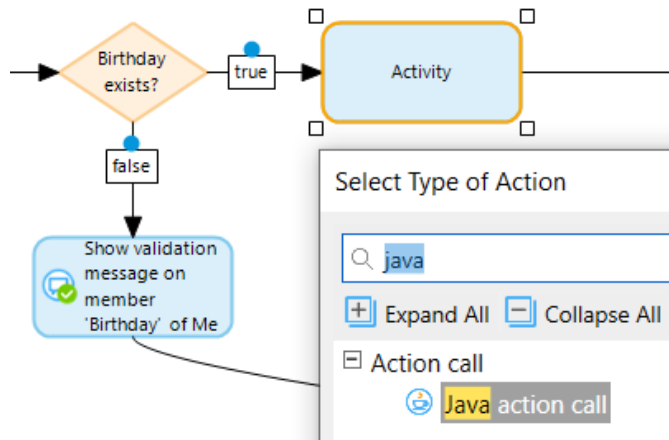 Birthday
exists?
true
Activity
false
Show validation
message on
member
'Birthday' of Me
Select Type of Action
java
Expand All
Collapse All
Action call
Java action call